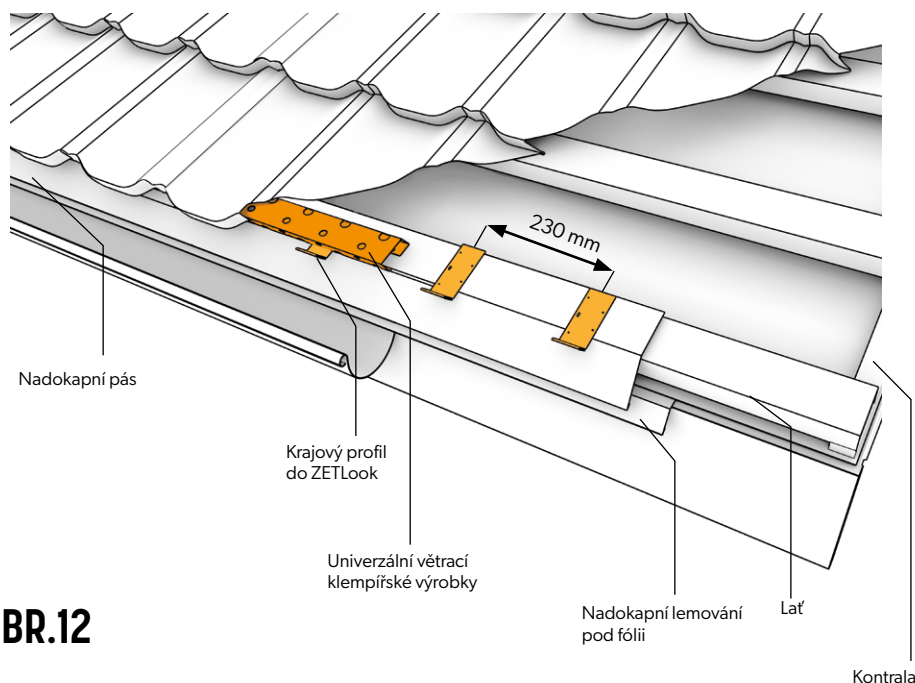 230 mm
Nadokapní pás
Krajový profil
do ZETLook
Univerzální větrací
klempířské výrobky
Nadokapní lemování
pod fólii
Lať
Kontrala
BR.12